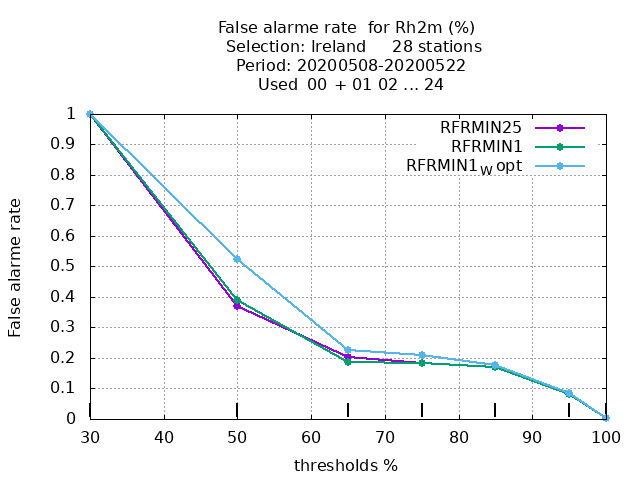 False alarme rate  for Rh2m (%)
Selection: Ireland     28 stations
Period: 20200508-20200522
Used  00  + 01 02 ... 24
RFRMIN25
RFRMIN1
RFRMIN1W opt
False alarme rate
1
0.9
0.8
0.7
0.6
0.5
0.4
0.3
0.2
0.1
0
30 40 50 60 70 80 90 100
thresholds %